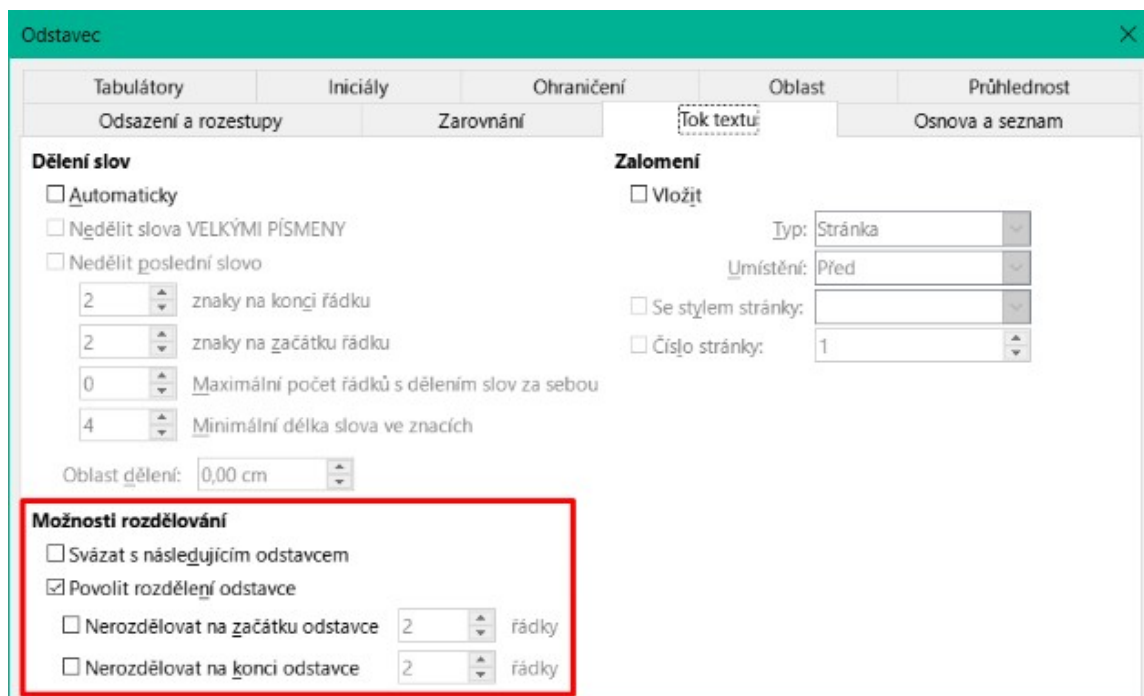 Odstavec
Tabulátory Iniciály Ohraničení Oblast Průhlednost
Odsazení a rozestupy Zarovnání Tok textu Osnova a seznam
Dělení slov
Automaticky
Nedělit slova VELKÝMI PÍSMENY
Nedělit poslední slovo
2 znaky na konci řádku
2 znaky na začátku řádku
0 Maximální počet řádků s dělením slov za sebou
4 Minimální délka slova ve znacích
Oblast dělení: 0,00 cm
Zalomení
Vložit
Typ: Stránka
Umístění: Před
Se stylem stránky:
Číslo stránky: 1
Možnosti rozdělování
Svázat s následujícím odstavcem
Povolit rozdělení odstavce
Nerozdělovat na začátku odstavce 2 řádky
Nerozdělovat na konci odstavce 2 řádky